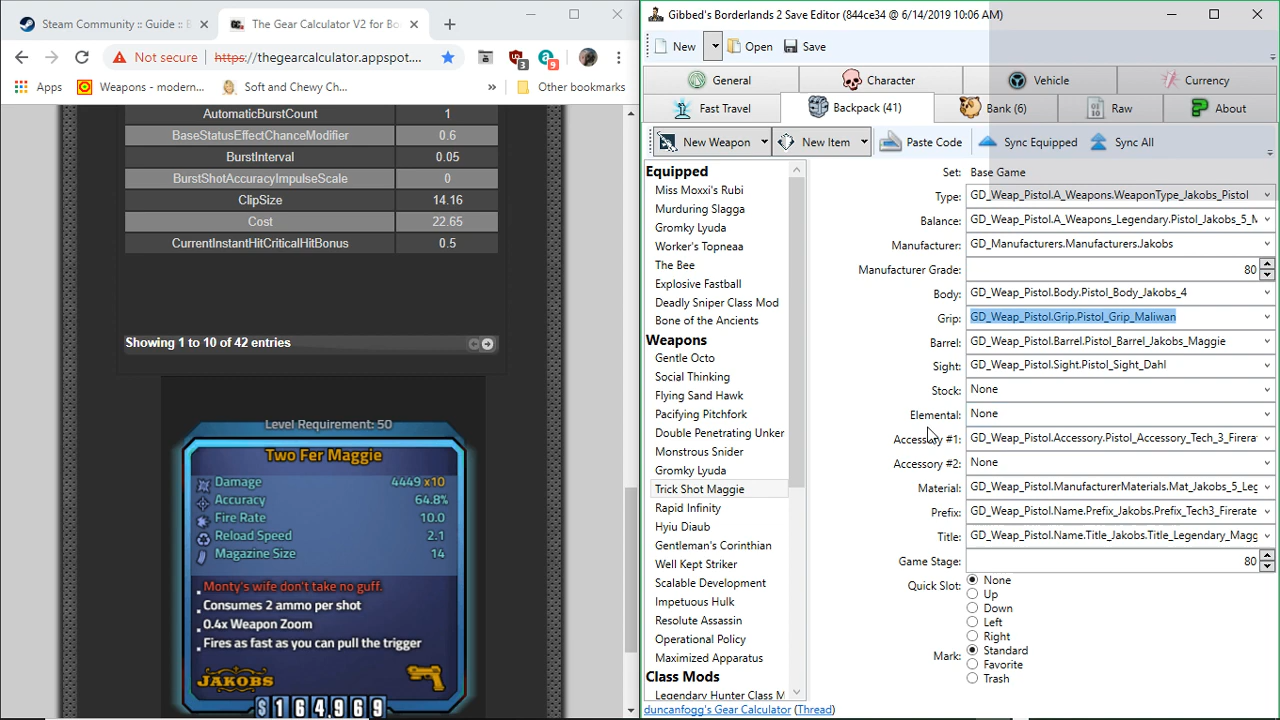 Steam Community :: Guide :: B
The Gear Calculator V2 for Bo
Not secure
https://thegearcalculator.appspot....
3
9
Apps
Weapons - modern...
Soft and Chewy Ch...
»
Other bookmarks
AutomaticBurstCount 1
BaseStatusEffectChanceModifier 0.6
BurstInterval 0.05
BurstShotAccuracyImpulseScale 0
ClipSize 14.16
Cost 22.65
CurrentInstantHitCriticalHitBonus 0.5
Showing 1 to 10 of 42 entries
Level Requirement: 50
Two Fer Maggie
Damage 4449 x10
Accuracy 64.8%
Fire Rate 10.0
Reload Speed 2.1
Magazine Size 14
Monty's wife don't take no guff.
Consumes 2 ammo per shot
0.4x Weapon Zoom
Fires as fast as you can pull the trigger
JAKOBS
$164969
Gibbed's Borderlands 2 Save Editor (844ce34 @ 6/14/2019 10:06 AM)
New Open Save
General Character Vehicle Currency
Fast Travel Backpack (41) Bank (6) Raw About
New Weapon New Item Paste Code Sync Equipped Sync All
Equipped
Miss Moxxi's Rubi
Murduring Slagga
Gromky Lyuda
Worker's Topneaa
The Bee
Explosive Fastball
Deadly Sniper Class Mod
Bone of the Ancients
Weapons
Gentle Octo
Social Thinking
Flying Sand Hawk
Pacifying Pitchfork
Double Penetrating Unke
Monstrous Snider
Gromky Lyuda
Trick Shot Maggie
Rapid Infinity
Hyiu Daub
Gentleman's Corinthian
Well Kept Striker
Scalable Development
Impetuous Hulk
Resolute Assassin
Operational Policy
Maximized Apparatus
Class Mods
Legendary Hunter Class M
duncanfogg's Gear Calculator (Thread)
Set: Base Game
Type: GD_Weap_Pistol.A_Weapons.WeaponType_Jakobs_Pistol
Balance: GD_Weap_Pistol.A_Weapons_Legendary.Pistol_Jakobs_5_M
Manufacturer: GD_Manufacturers.Manufacturers.Jakobs
Manufacturer Grade: 80
Body: GD_Weap_Pistol.Body.Pistol_Body_Jakobs_4
Grip: GD_Weap_Pistol.Grip.Pistol_Grip_Maliwan
Barrel: GD_Weap_Pistol.Barrel.Pistol_Barrel_Jakobs_Maggie
Sight: GD_Weap_Pistol.Sight.Pistol_Sight_Dahl
Stock: None
Elemental: None
Accessory #1: GD_Weap_Pistol.Accessory.Pistol_Accessory_Tech_3_Firera
Accessory #2: None
Material: GD_Weap_Pistol.ManufacturerMaterials.Mat_Jakobs_5_Leg
Prefix: GD_Weap_Pistol.Name.Prefix_Jakobs.Prefix_Tech3_Firerate
Title: GD_Weap_Pistol.Name.Title_Jakobs.Title_Legendary_Magg
Game Stage: 80
Quick Slot: None
Up
Down
Left
Right
Mark: Standard
Favorite
Trash